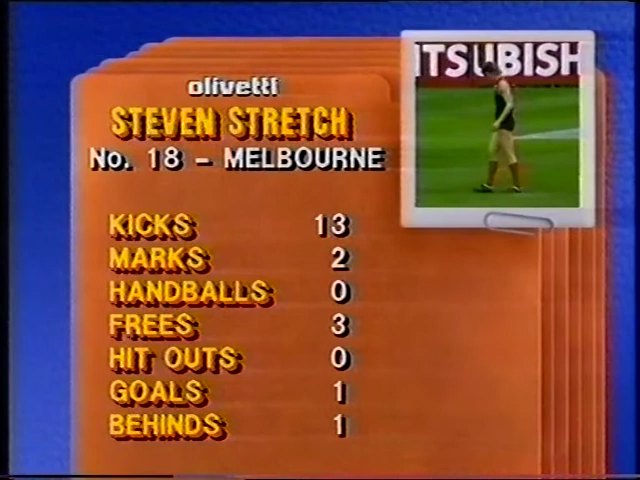 ITSUBISH
olivetti
STEVEN STRETCH
No. 18 - MELBOURNE
KICKS 13
MARKS 2
HANDBALLS 0
FREES 3
HIT OUTS 0
GOALS 1
BEHINDS 1